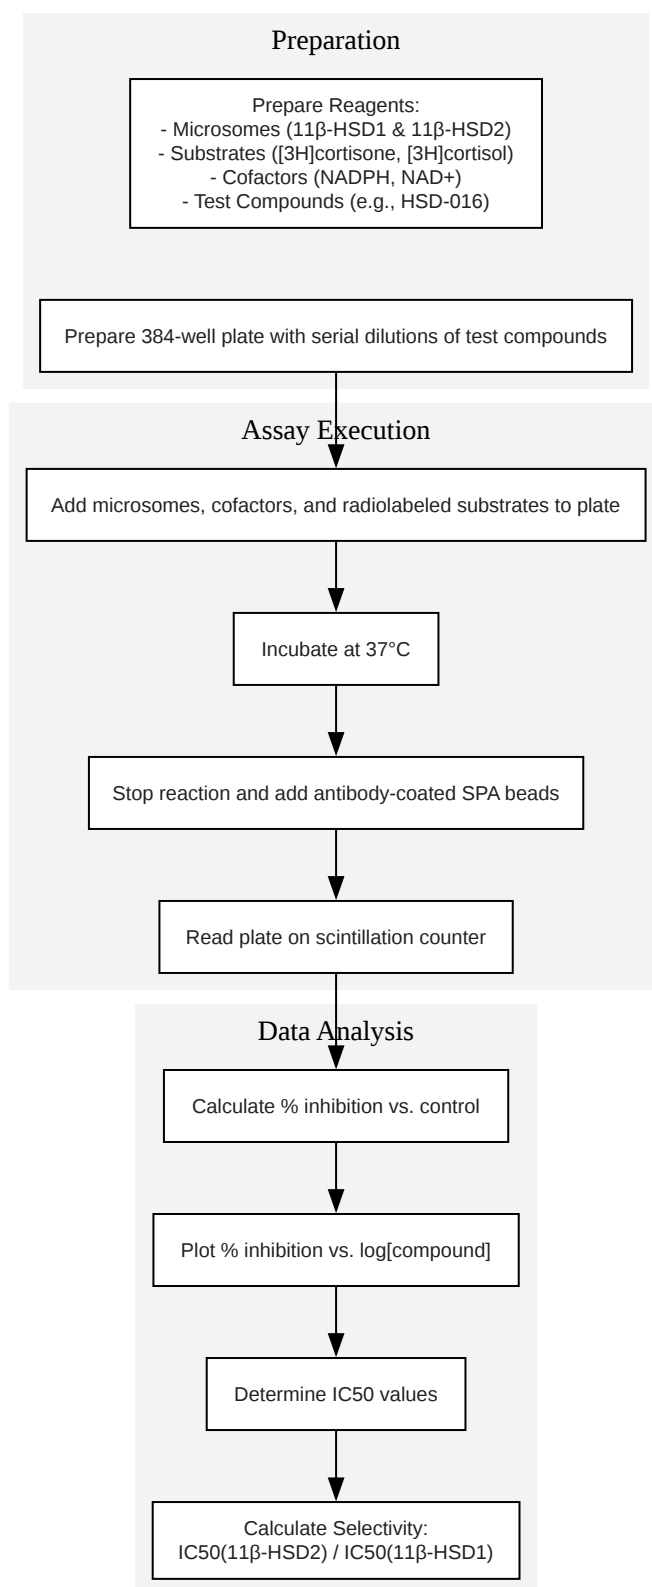 Preparation
Prepare Reagents:
- Microsomes (11β-HSD1 & 11β-HSD2)
- Substrates ([3H]cortisone, [3H]cortisol)
- Cofactors (NADPH, NAD+)
- Test Compounds (e.g., HSD-016)
Prepare 384-well plate with serial dilutions of test compounds
Assay Execution
Add microsomes, cofactors, and radiolabeled substrates to plate
Incubate at 37°C
Stop reaction and add antibody-coated SPA beads
Read plate on scintillation counter
Data Analysis
Calculate % inhibition vs. control
Plot % inhibition vs. log[compound]
Determine IC50 values
Calculate Selectivity:
IC50(11β-HSD2) / IC50(11β-HSD1)